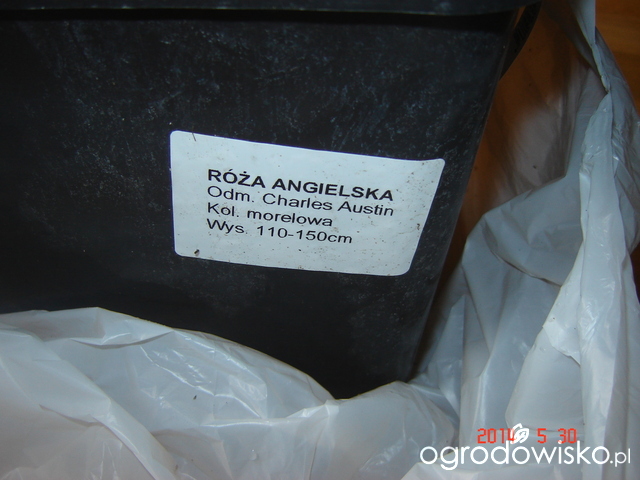 RÓŻA ANGIELSKA
Odm. Charles Austin
Kol. morelowa
Wys. 110-150cm
2014 5 30
ogrodowisko.pl